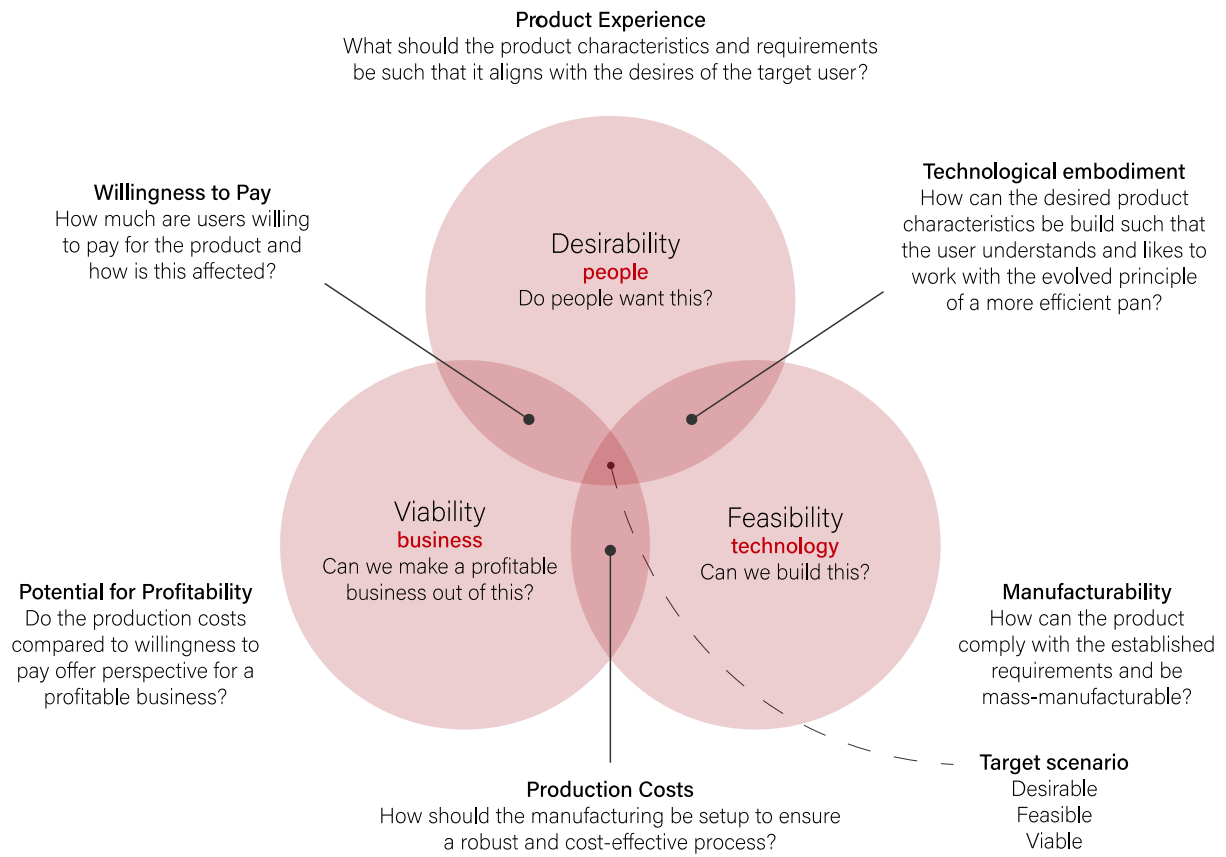 Product Experience
What should the product characteristics and requirements
be such that it aligns with the desires of the target user?
Willingness to Pay
How much are users willing
to pay for the product and
how is this affected?
Technological embodiment
How can the desired product
characteristics be build such that
the user understands and likes to
work with the evolved principle
of a more efficient pan?
Desirability
people
Do people want this?
Viability
business
Can we make a profitable
business out of this?
Feasibility
technology
Can we build this?
Potential for Profitability
Do the production costs
compared to willingness to
pay offer perspective for a
profitable business?
Manufacturability
How can the product
comply with the established
requirements and be
mass-manufacturable?
Production Costs
How should the manufacturing be setup to ensure
a robust and cost-effective process?
Target scenario
Desirable
Feasible
Viable